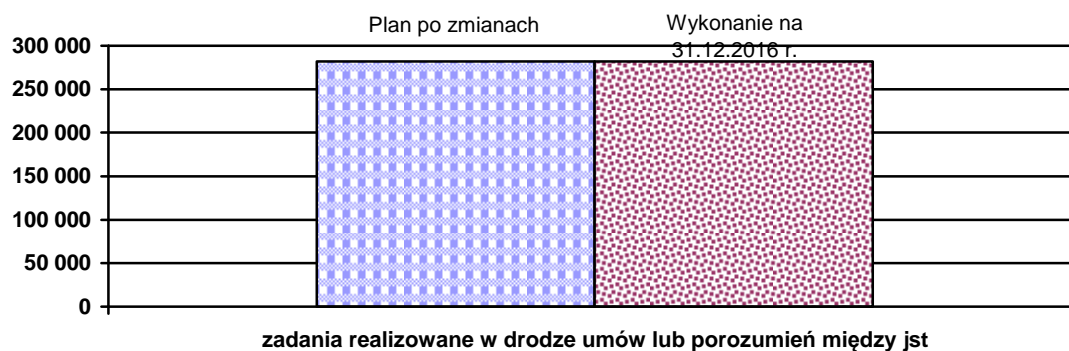 Plan po zmianach
Wykonanie na
31.12.2016 r.
300 000
250 000
200 000
150 000
100 000
50 000
0
zadania realizowane w drodze umów lub porozumień między jst